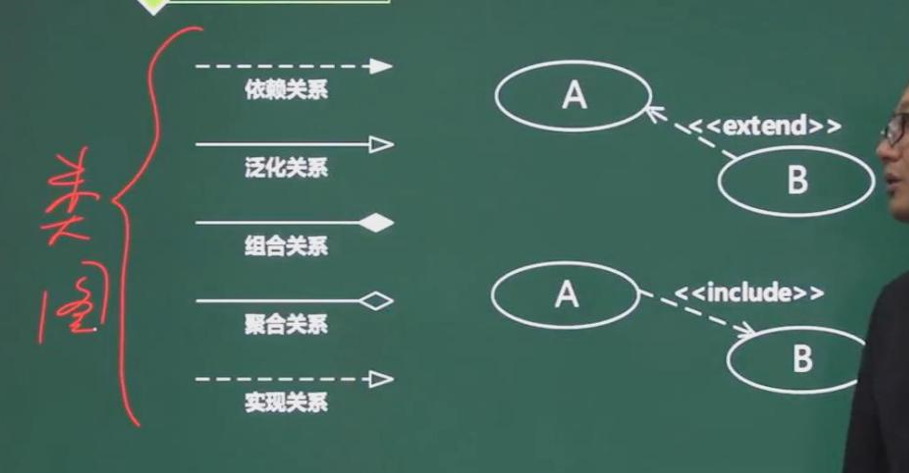 类图
依赖关系
泛化关系
组合关系
聚合关系
实现关系
A
<<extend>>
B
A
<<include>>
B